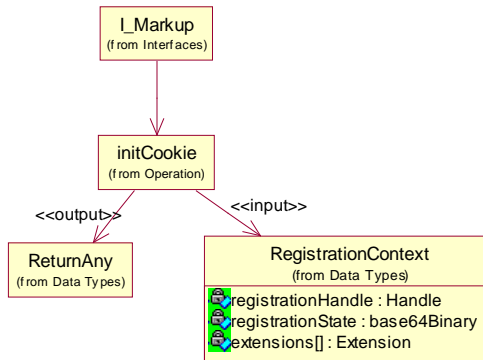 I_Markup
(from Interfaces)
initCookie
(from Operation)
<<output>>
<<input>>
ReturnAny
(from Data Types)
RegistrationContext
(from Data Types)
registrationHandle : Handle
registrationState : base64Binary
extensions[] : Extension